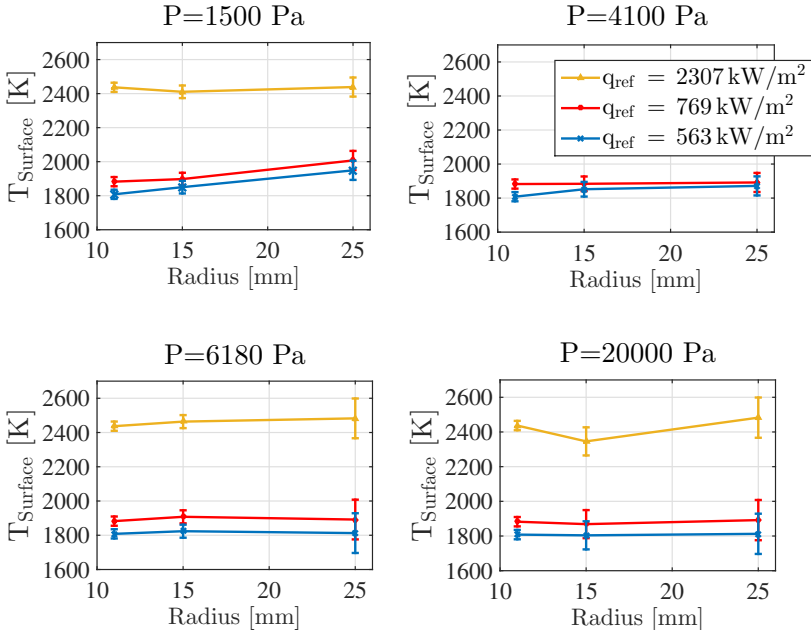 P=1500 Pa
2600
2400
2200
2000
1800
1600
T_Surface [K]
10 15 20 25
Radius [mm]
P=4100 Pa
2600
2400
2200
2000
1800
1600
T_Surface [K]
q_ref = 2307 kW/m²
q_ref = 769 kW/m²
q_ref = 563 kW/m²
10 15 20 25
Radius [mm]
P=6180 Pa
2600
2400
2200
2000
1800
1600
T_Surface [K]
10 15 20 25
Radius [mm]
P=20000 Pa
2600
2400
2200
2000
1800
1600
T_Surface [K]
10 15 20 25
Radius [mm]